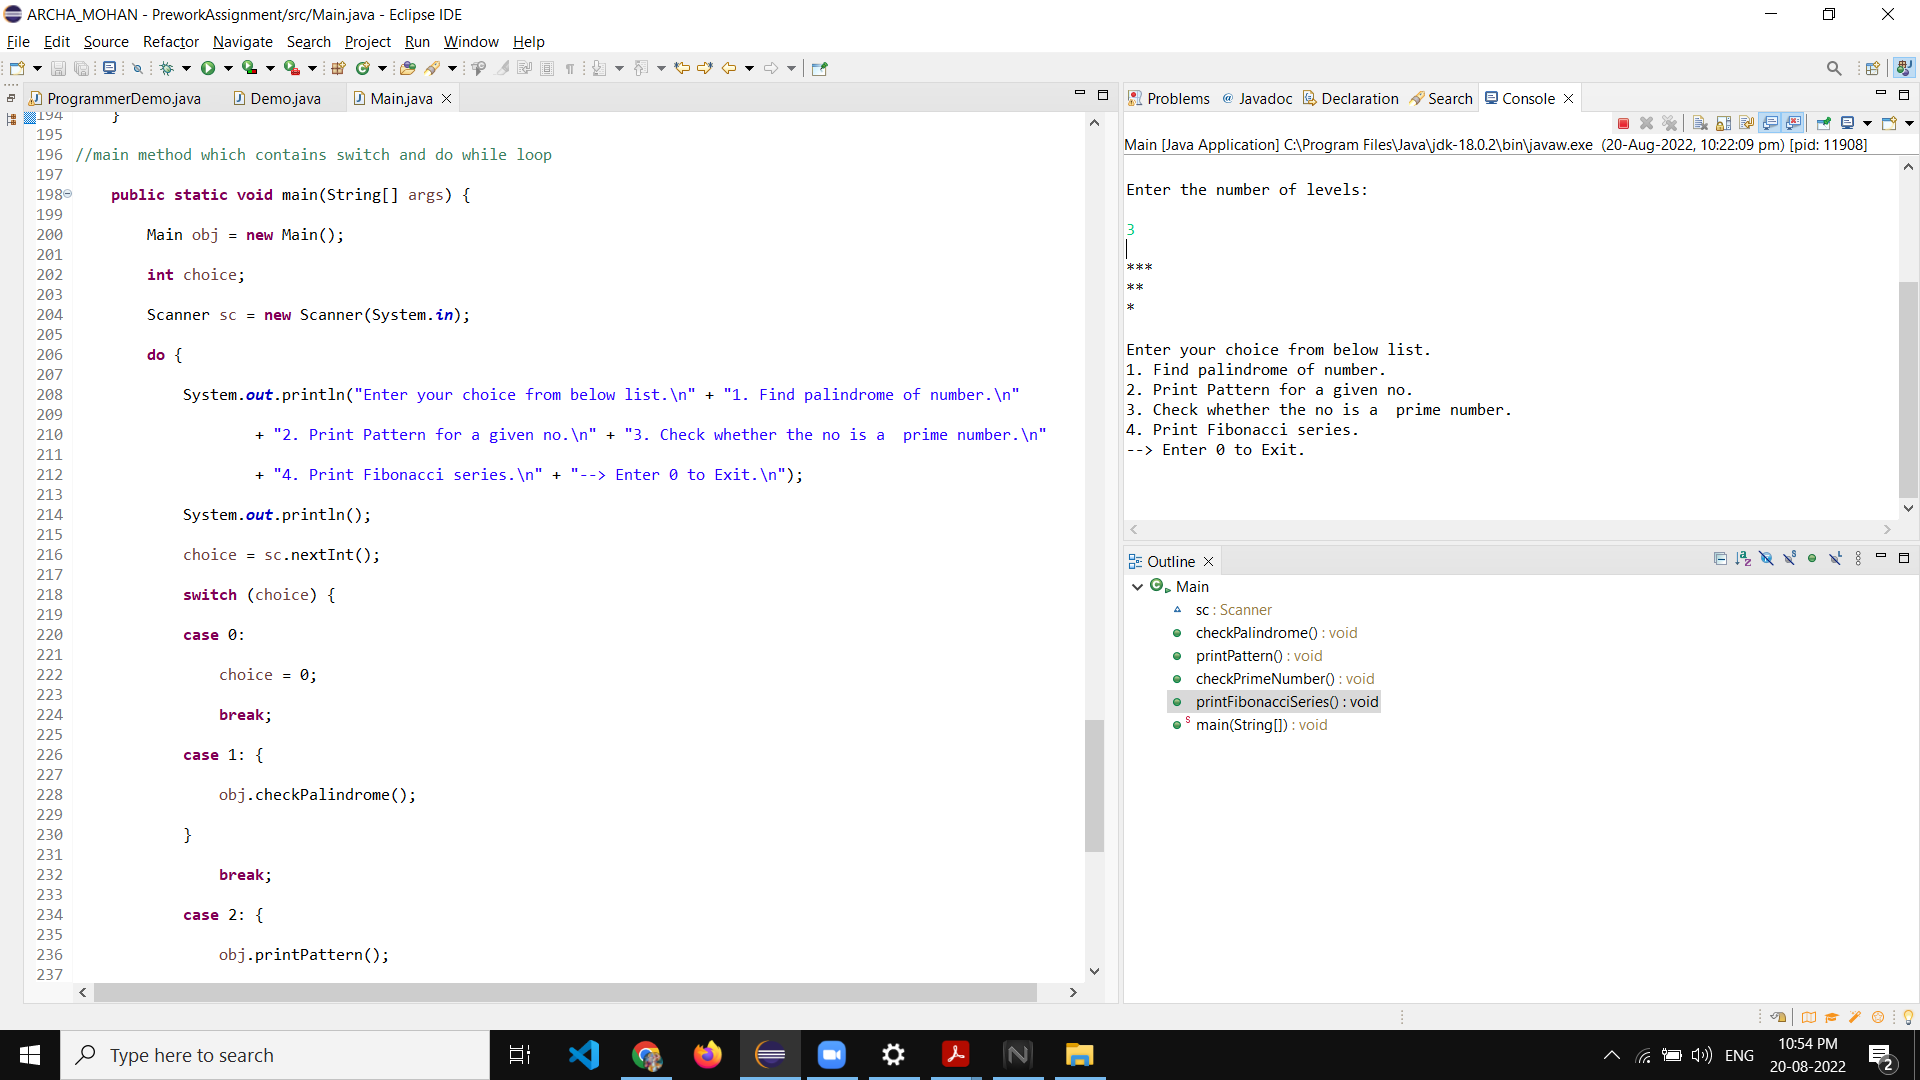 ARCHA_MOHAN - PreworkAssignment/src/Main.java - Eclipse IDE
File Edit Source Refactor Navigate Search Project Run Window Help
ProgrammerDemo.java Demo.java Main.java
194 }
195
196 //main method which contains switch and do while loop
197
198 public static void main(String[] args) {
199
200 Main obj = new Main();
201
202 int choice;
203
204 Scanner sc = new Scanner(System.in);
205
206 do {
207
208 System.out.println("Enter your choice from below list.\n" + "1. Find palindrome of number.\n"
209
210 + "2. Print Pattern for a given no.\n" + "3. Check whether the no is a  prime number.\n"
211
212 + "4. Print Fibonacci series.\n" + "--> Enter 0 to Exit.\n");
213
214 System.out.println();
215
216 choice = sc.nextInt();
217
218 switch (choice) {
219
220 case 0:
221
222 choice = 0;
223
224 break;
225
226 case 1: {
227
228 obj.checkPalindrome();
229
230 }
231
232 break;
233
234 case 2: {
235
236 obj.printPattern();
237
Problems Javadoc Declaration Search Console
Main [Java Application] C:\Program Files\Java\jdk-18.0.2\bin\javaw.exe (20-Aug-2022, 10:22:09 pm) [pid: 11908]
Enter the number of levels:
3
***
**
*
Enter your choice from below list.
1. Find palindrome of number.
2. Print Pattern for a given no.
3. Check whether the no is a  prime number.
4. Print Fibonacci series.
--> Enter 0 to Exit.
Outline
Main
sc : Scanner
checkPalindrome() : void
printPattern() : void
checkPrimeNumber() : void
printFibonacciSeries() : void
main(String[]) : void
Type here to search
ENG
10:54 PM
20-08-2022
2